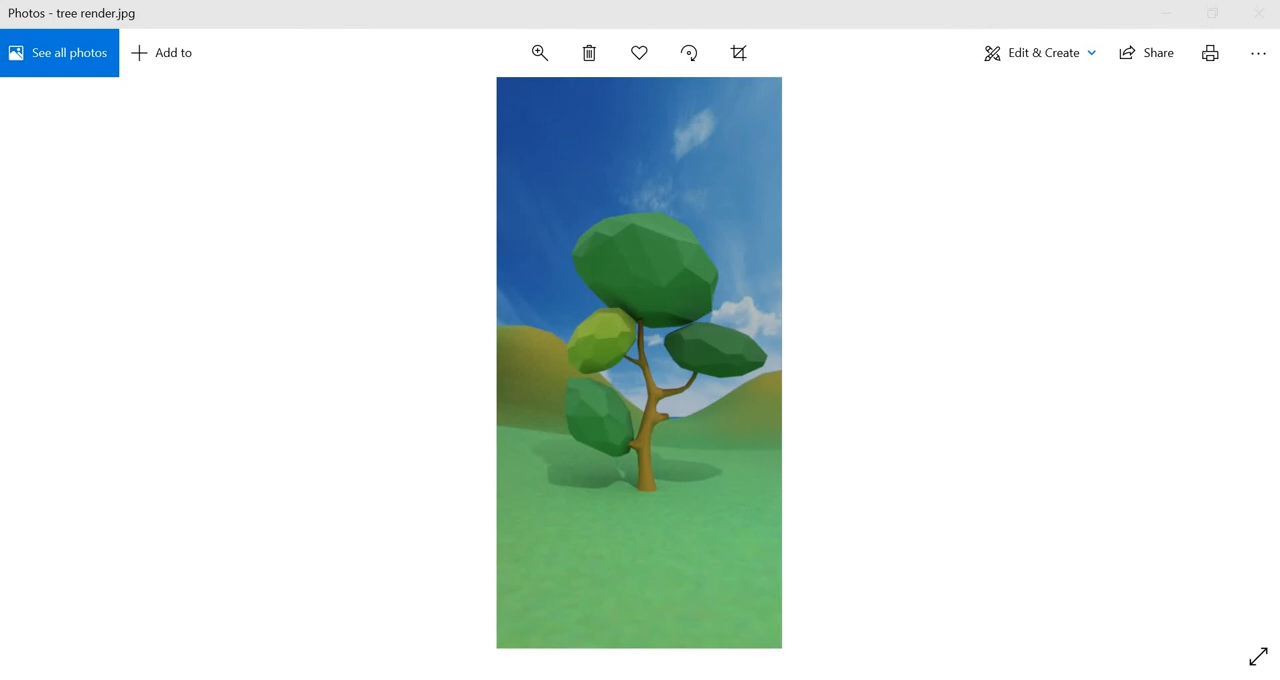 Photos - tree render.jpg
See all photos
Add to
Edit & Create
Share